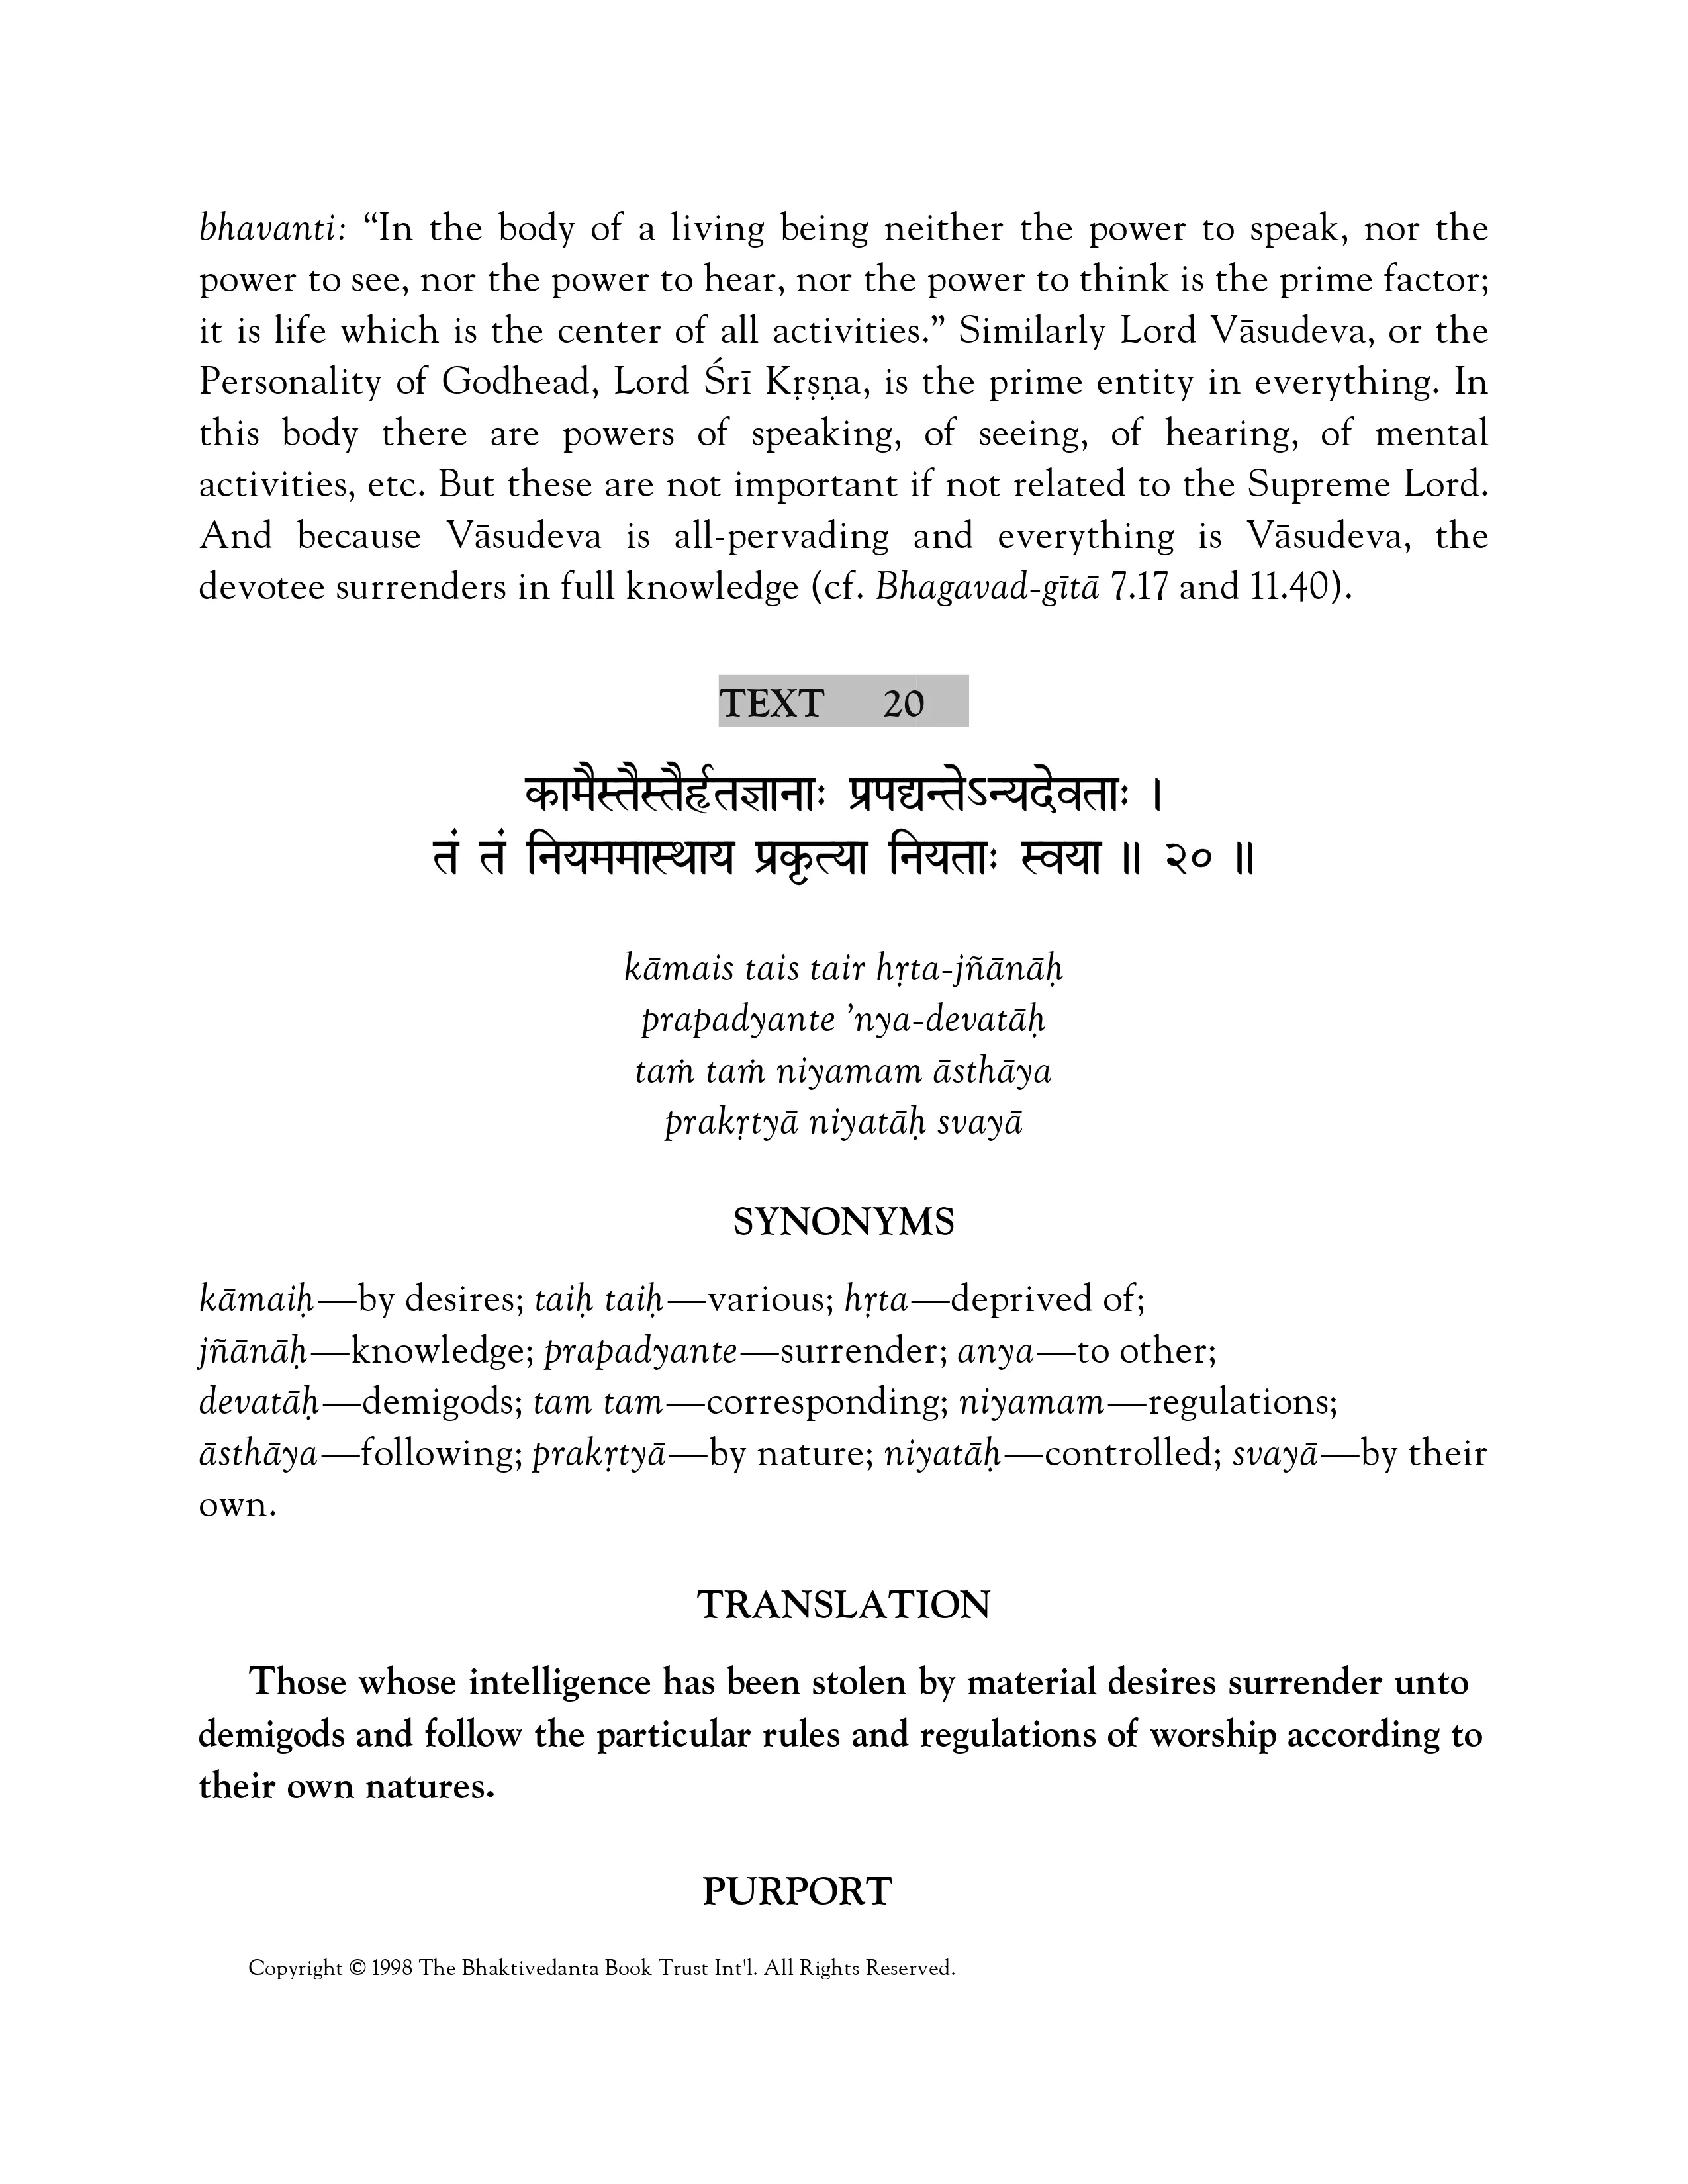 bhavanti: “In the body of a living being neither the power to speak, nor the
power to see, nor the power to hear, nor the power to think is the prime factor;
it is life which is the center of all activities.” Similarly Lord Vāsudeva, or the
Personality of Godhead, Lord Śrī Kṛṣṇa, is the prime entity in everything. In
this body there are powers of speaking, of seeing, of hearing, of mental
activities, etc. But these are not important if not related to the Supreme Lord.
And because Vāsudeva is all-pervading and everything is Vāsudeva, the
devotee surrenders in full knowledge (cf. Bhagavad-gītā 7.17 and 11.40).
TEXT 20
कामैस्तैस्तैर्हृतज्ञानाः प्रपद्यन्तेऽन्यदेवताः ।
तं तं नियममास्थाय प्रकृत्या नियताः स्वया ॥ २० ॥
kāmais tais tair hṛta-jñānāḥ
prapadyante ’nya-devatāḥ
taṁ taṁ niyamam āsthāya
prakṛtyā niyatāḥ svayā
SYNONYMS
kāmaiḥ—by desires; taiḥ taiḥ—various; hṛta—deprived of;
jñānāḥ—knowledge; prapadyante—surrender; anya—to other;
devatāḥ—demigods; tam tam—corresponding; niyamam—regulations;
āsthāya—following; prakṛtyā—by nature; niyatāḥ—controlled; svayā—by their
own.
TRANSLATION
Those whose intelligence has been stolen by material desires surrender unto
demigods and follow the particular rules and regulations of worship according to
their own natures.
PURPORT
Copyright © 1998 The Bhaktivedanta Book Trust Int'l. All Rights Reserved.